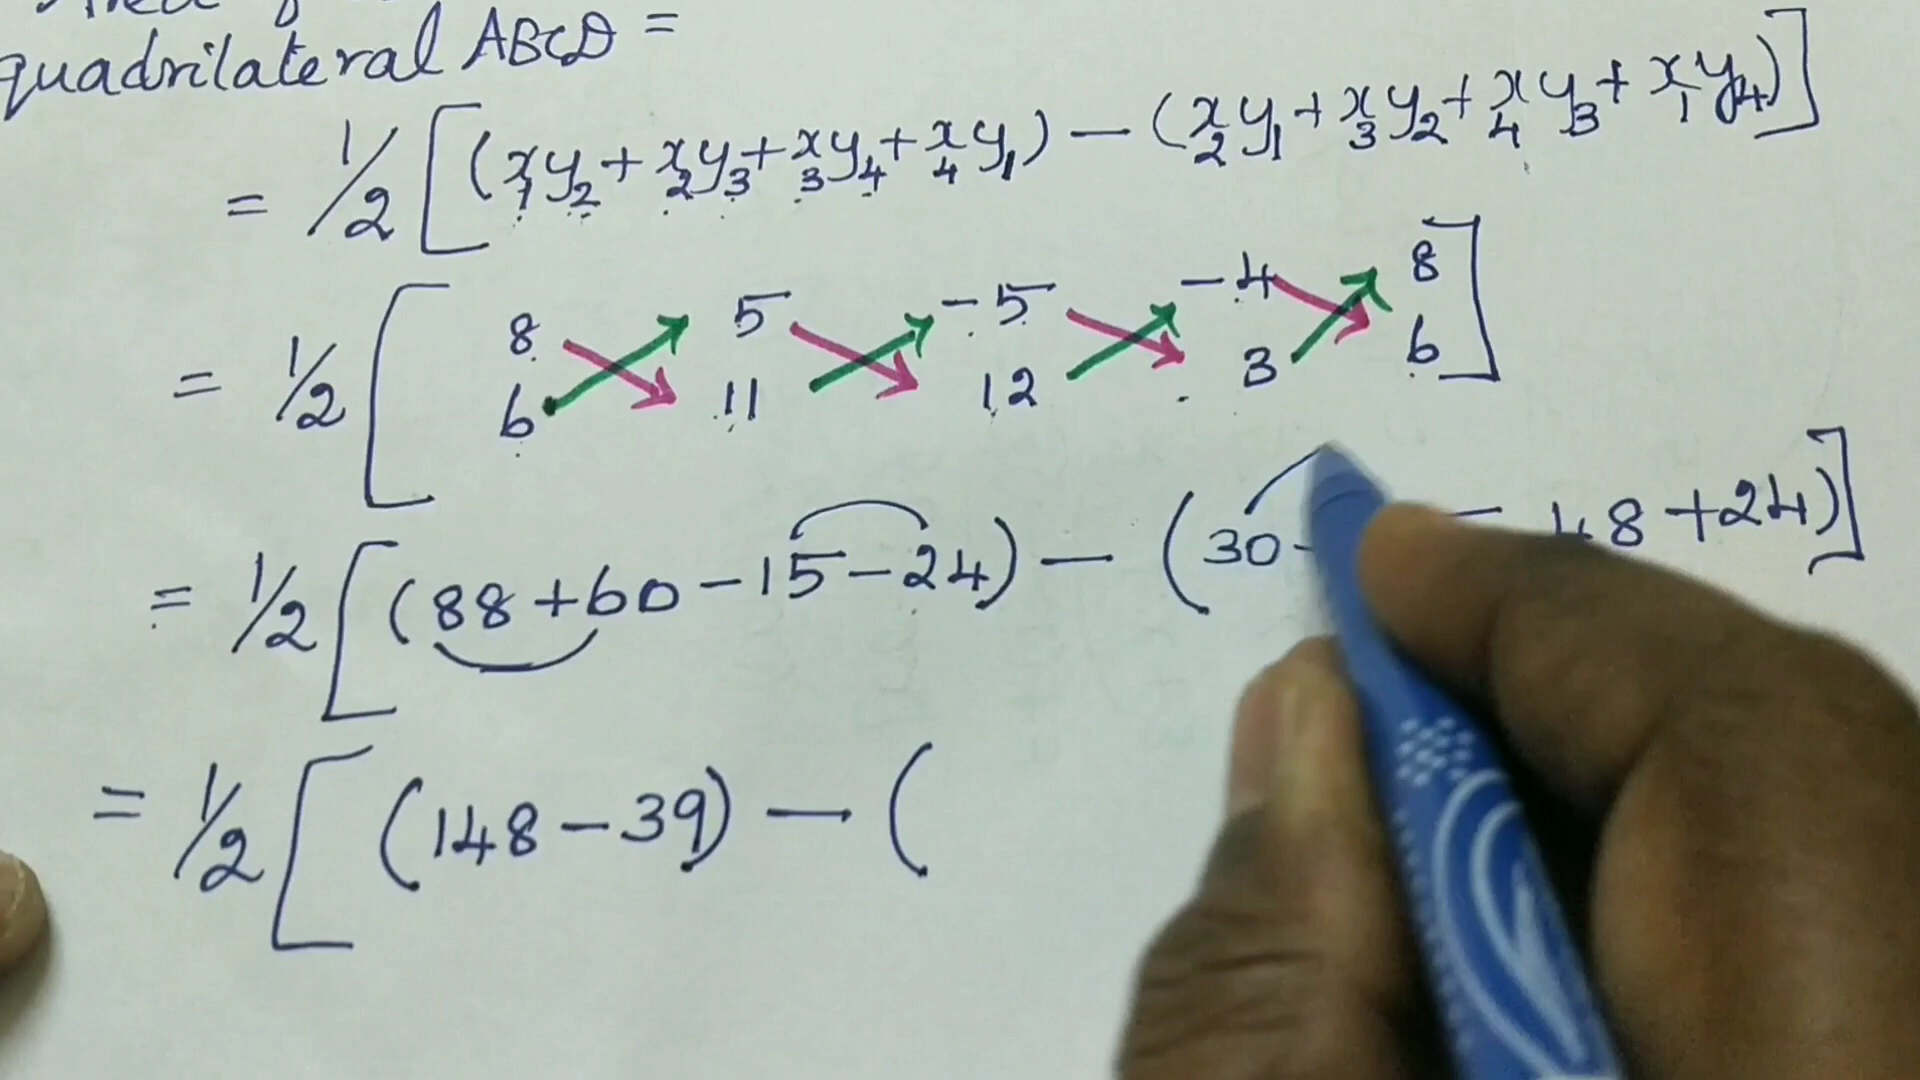 quadrilateral ABCD =
= 1/2 [(x₁y₂ + x₂y₃ + x₃y₄ + x₄y₁) – (x₂y₁ + x₃y₂ + x₄y₃ + x₁y₄)]
= 1/2 [ 8 5 -5 -4 8
6 11 12 3 6 ]
= 1/2 [(88 + 60 - 15 - 24) – (30 - - 48 + 24)]
= 1/2 [ (148 - 39) – (